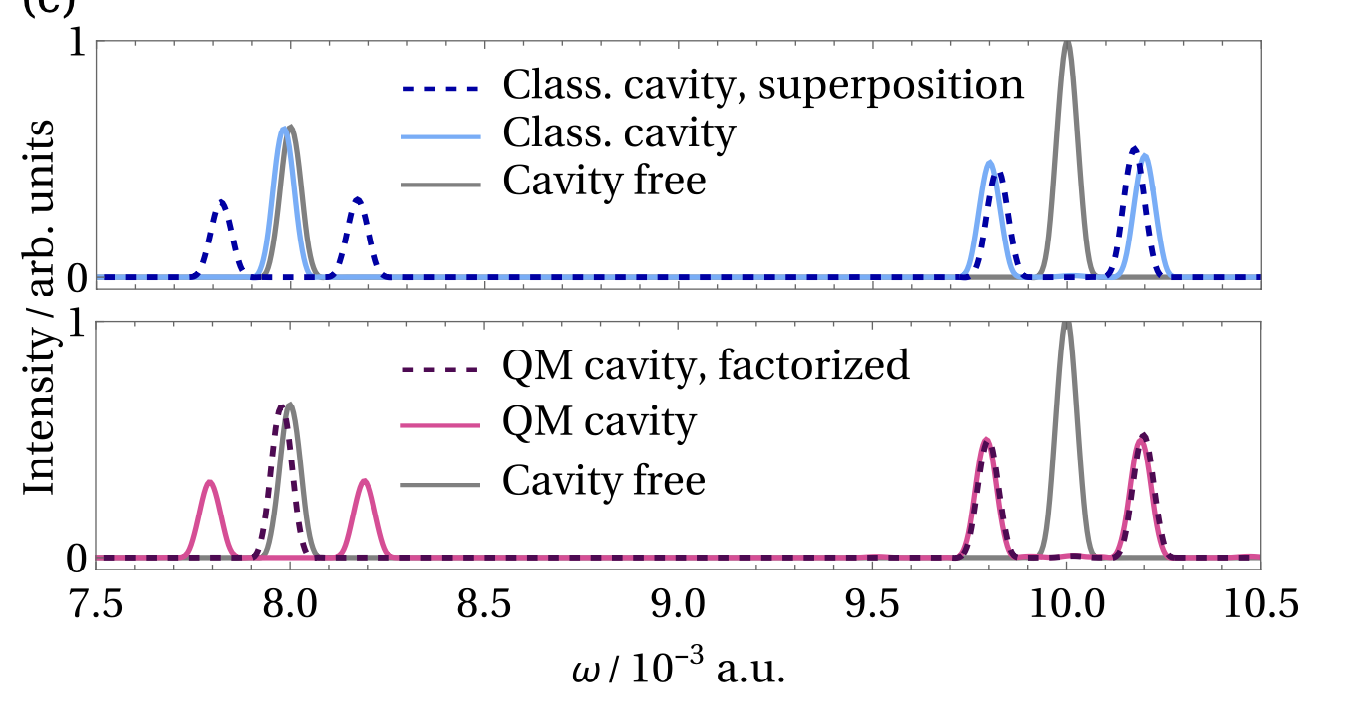 (c)
Intensity / arb. units
1
0
Class. cavity, superposition
Class. cavity
Cavity free
1
0
QM cavity, factorized
QM cavity
Cavity free
7.5 8.0 8.5 9.0 9.5 10.0 10.5
ω / 10⁻³ a.u.